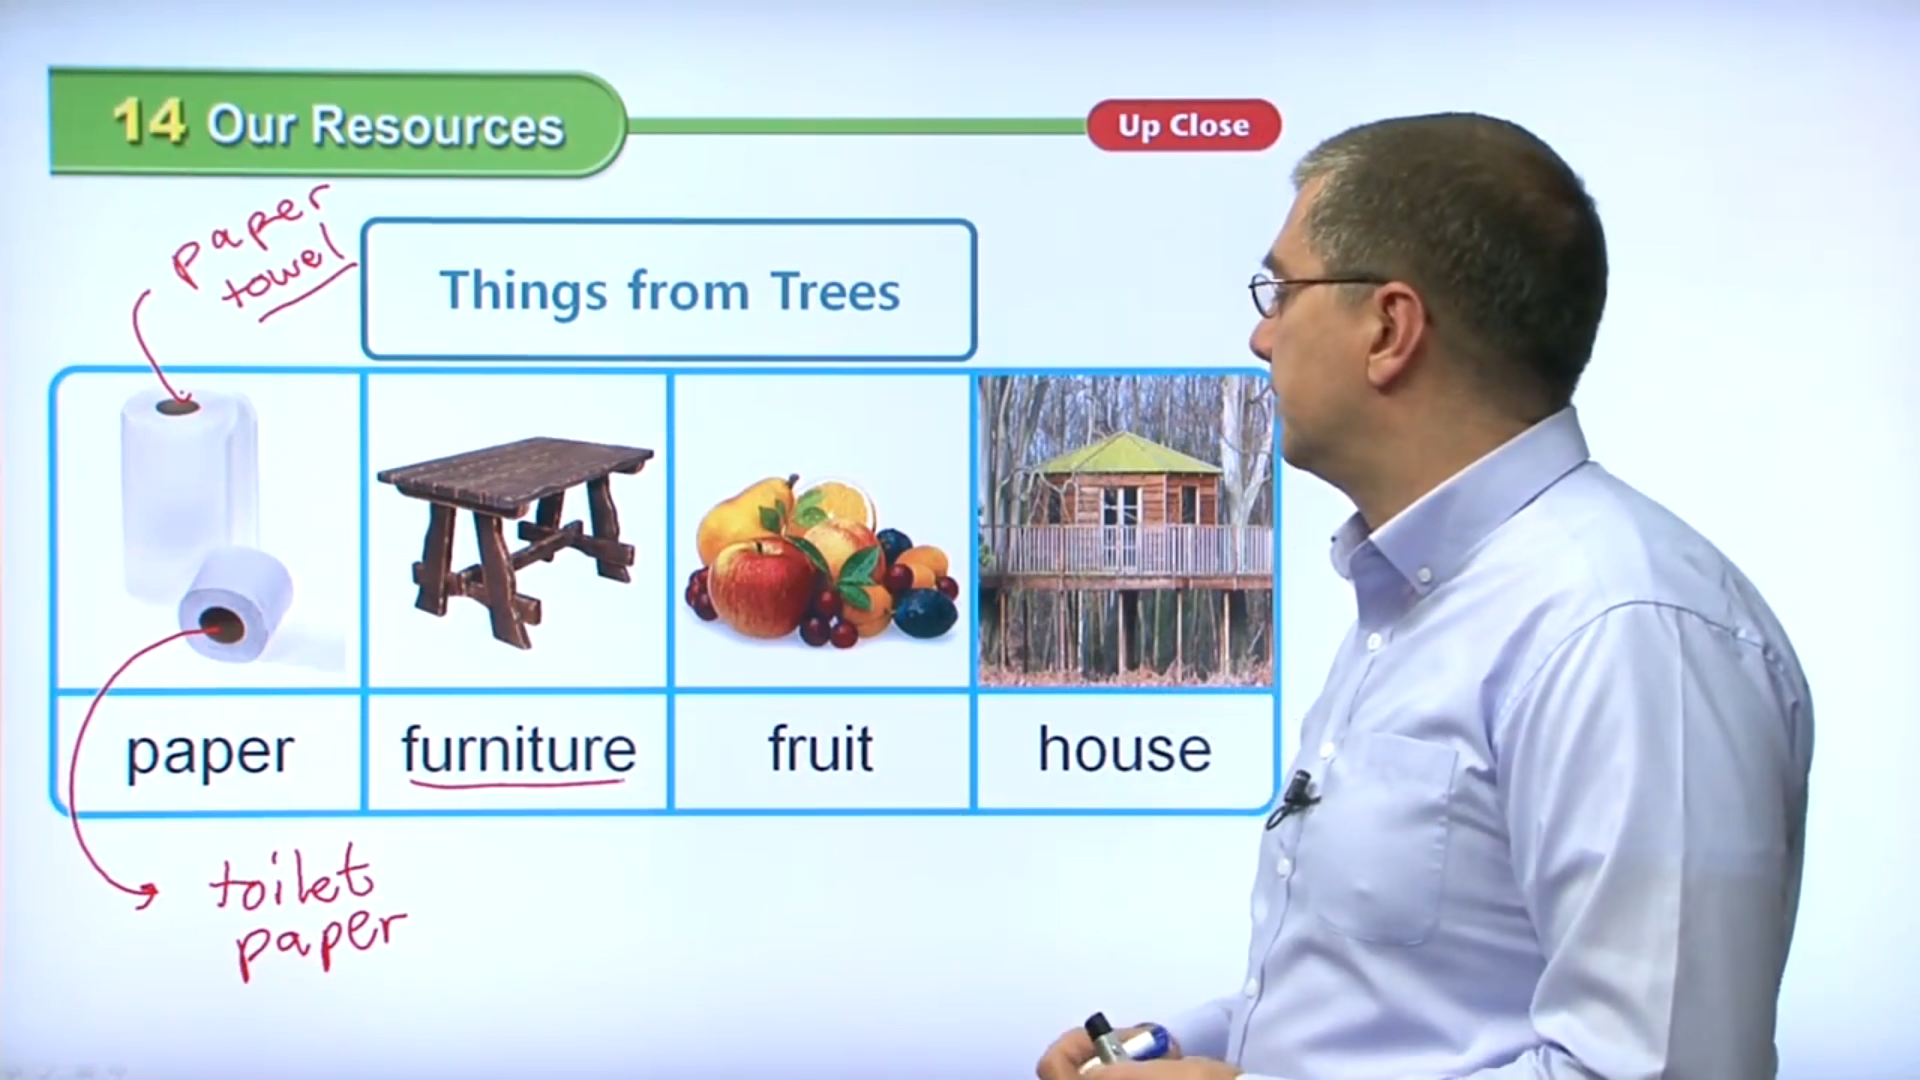 14 Our Resources
Up Close
paper
towel
Things from Trees
paper
furniture
fruit
house
toilet
paper